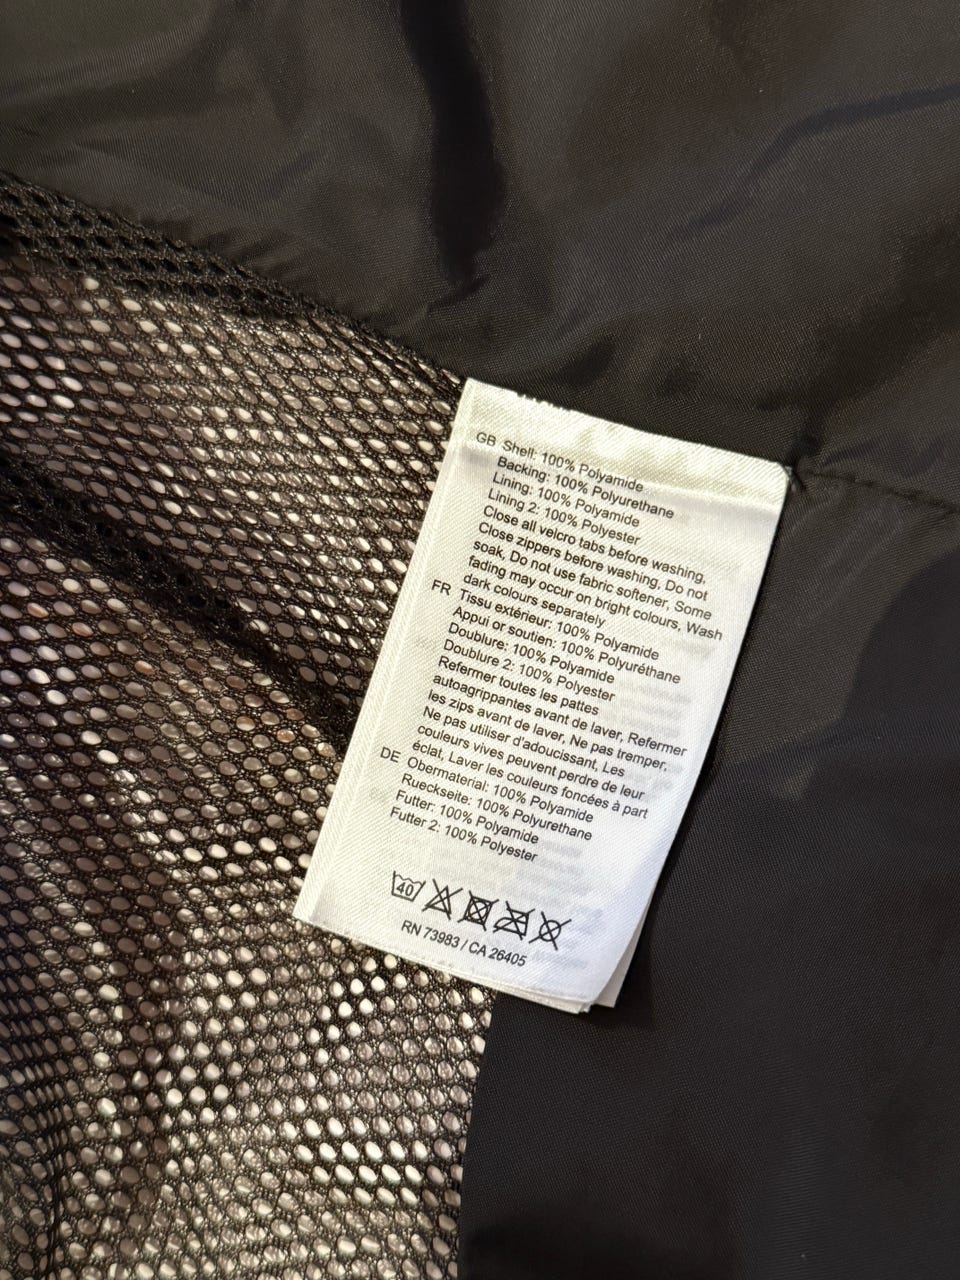 GB Shell: 100% Polyamide
Backing: 100% Polyurethane
Lining: 100% Polyamide
Lining 2: 100% Polyester
Close all velcro tabs before washing,
Close zippers before washing, Do not
soak, Do not use fabric softener, Some
fading may occur on bright colours, Wash
dark colours separately
FR Tissu extérieur: 100% Polyamide
Appui or soutien: 100% Polyuréthane
Doublure: 100% Polyamide
Doublure 2: 100% Polyester
Refermer toutes les pattes
autoagrippantes avant de laver, Refermer
les zips avant de laver, Ne pas tremper,
Ne pas utiliser d'adoucissant, Les
couleurs vives peuvent perdre de leur
éclat, Laver les couleurs foncées à part
DE Obermaterial: 100% Polyamide
Rueckseite: 100% Polyurethane
Futter: 100% Polyamide
Futter 2: 100% Polyester
40
RN 73983 / CA 26405